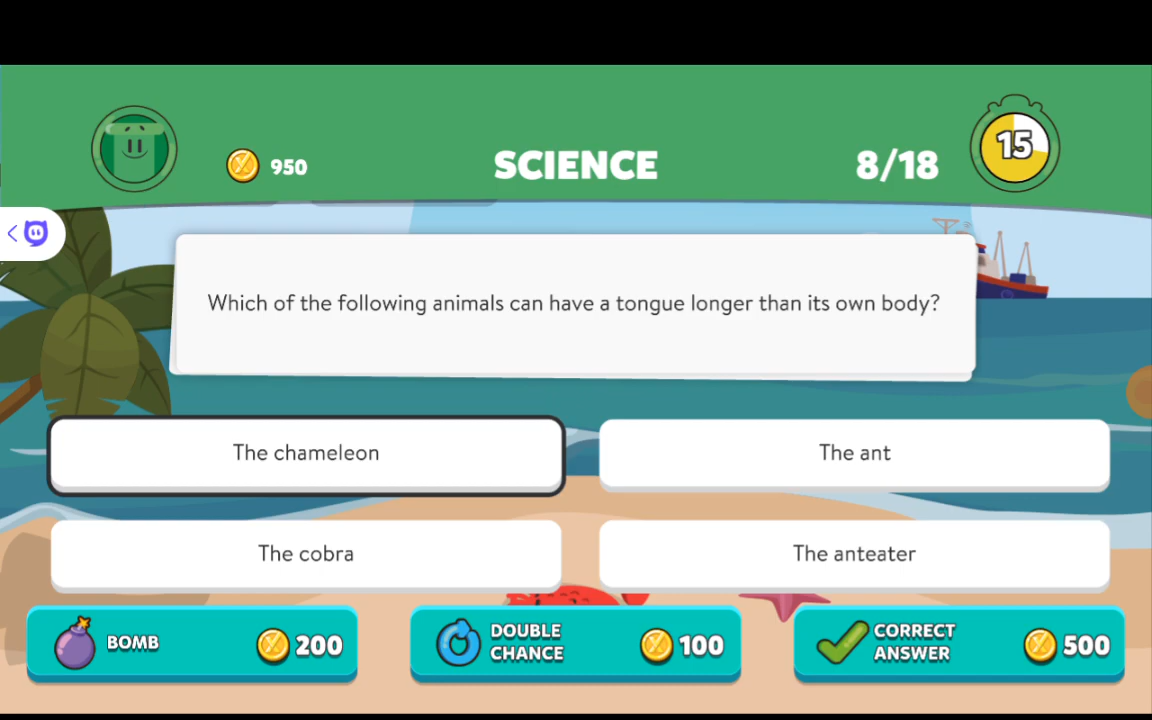 950
SCIENCE
8/18
15
Which of the following animals can have a tongue longer than its own body?
The chameleon
The ant
The cobra
The anteater
BOMB
200
DOUBLE
CHANCE
100
CORRECT
ANSWER
500